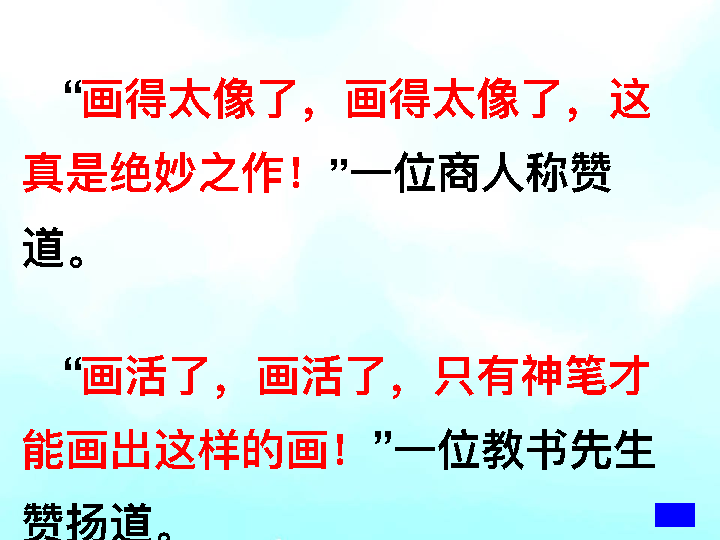 “画得太像了，画得太像了，这
真是绝妙之作！”一位商人称赞
道。
“画活了，画活了，只有神笔才
能画出这样的画！”一位教书先生
赞扬道。